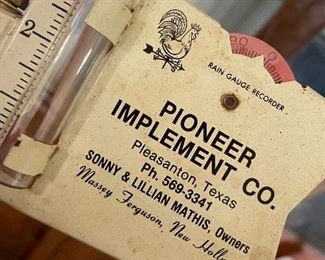 2
1
RAIN GAUGE RECORDER
PIONEER
IMPLEMENT CO.
Pleasanton, Texas
Ph. 569-3341
SONNY & LILLIAN MATHIS, Owners
Massey Ferguson, New Holla